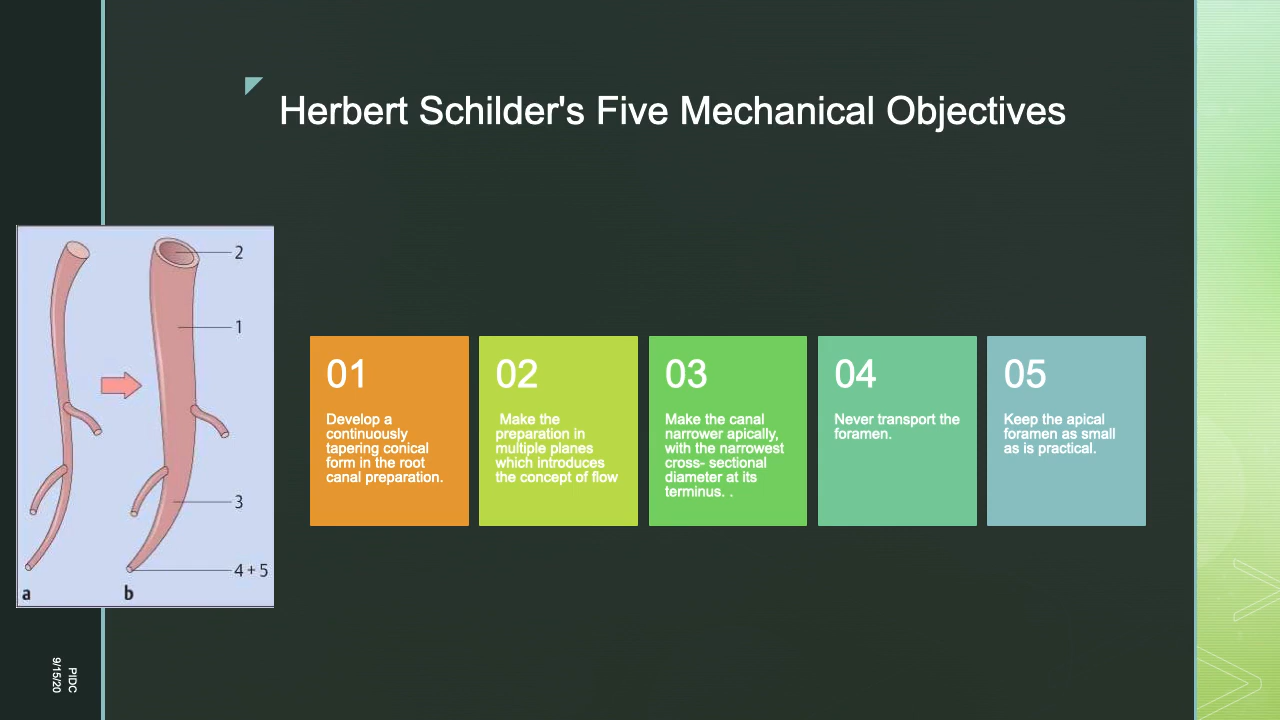 Herbert Schilder's Five Mechanical Objectives
2
1
3
4 + 5
a
b
01
Develop a
continuously
tapering conical
form in the root
canal preparation.
02
Make the
preparation in
multiple planes
which introduces
the concept of flow
03
Make the canal
narrower apically,
with the narrowest
cross- sectional
diameter at its
terminus. .
04
Never transport the
foramen.
05
Keep the apical
foramen as small
as is practical.
PIDC
9/15/20